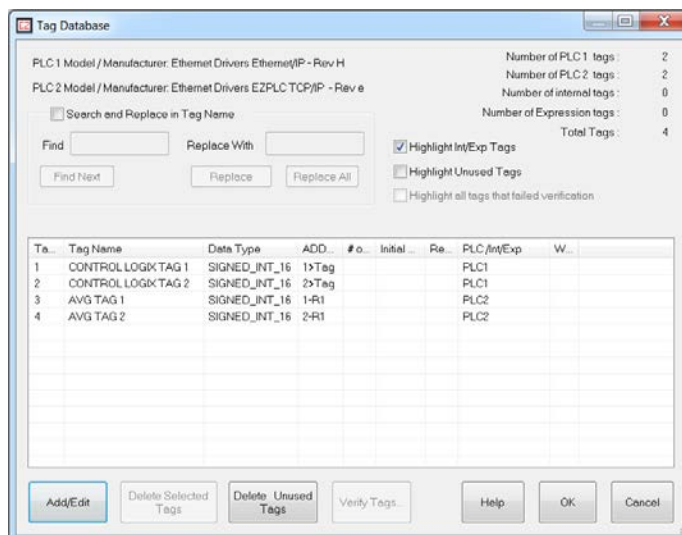 Tag Database
PLC 1 Model / Manufacturer: Ethernet Drivers Ethernet/IP - Rev H
PLC 2 Model / Manufacturer: Ethernet Drivers EZPLC TCP/IP - Rev e
Number of PLC 1 tags : 2
Number of PLC 2 tags : 2
Number of internal tags : 0
Number of Expression tags : 0
Total Tags : 4
Search and Replace in Tag Name
Find Replace With
Find Next Replace Replace All
Highlight Int/Exp Tags
Highlight Unused Tags
Highlight all tags that failed verification
Ta... Tag Name Data Type ADD... # o... Initial ... Re... PLC/Int/Exp W...
1 CONTROL LOGIX TAG 1 SIGNED_INT_16 1>Tag PLC1
2 CONTROL LOGIX TAG 2 SIGNED_INT_16 2>Tag PLC1
3 AVG TAG 1 SIGNED_INT_16 1-R1 PLC2
4 AVG TAG 2 SIGNED_INT_16 2-R1 PLC2
Add/Edit Delete Selected Tags Delete Unused Tags Verify Tags... Help OK Cancel